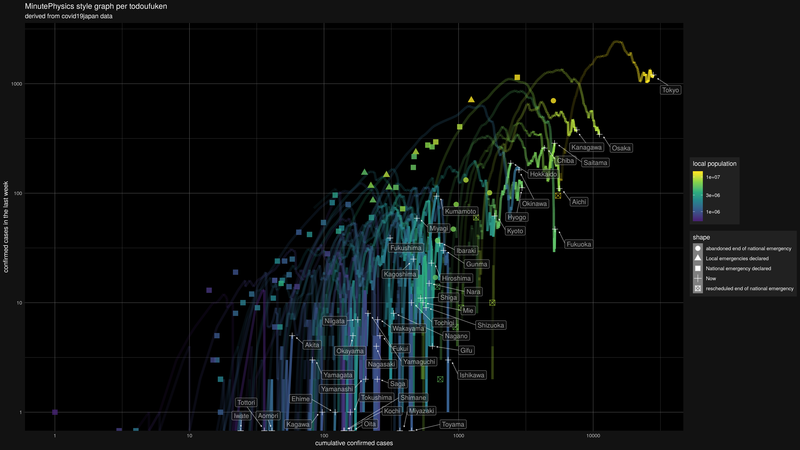 MinutePhysics style graph per todoufuken
derived from covid19japan data
confirmed cases in the last week
1000
100
10
1
Tokyo
Kanagawa
Osaka
Chiba
Saitama
Hokkaido
Aichi
Okinawa
Hyogo
Kumamoto
Miyagi
Kyoto
Fukuoka
Fukushima
Ibaraki
Gunma
Kagoshima
Hiroshima
Nara
Shiga
Mie
Niigata
Tochigi
Shizuoka
Wakayama
Nagano
Akita
Okayama
Fukui
Gifu
Nagasaki
Yamaguchi
Yamagata
Ishikawa
Yamanashi
Saga
Ehime
Tokushima
Shimane
Tottori
Iwate
Aomori
Kochi
Miyazaki
Kagawa
Oita
Toyama
1
10
100
1000
10000
cumulative confirmed cases
local population
1e+07
3e+06
1e+06
shape
abandoned end of national emergency
Local emergencies declared
National emergency declared
Now
rescheduled end of national emergency